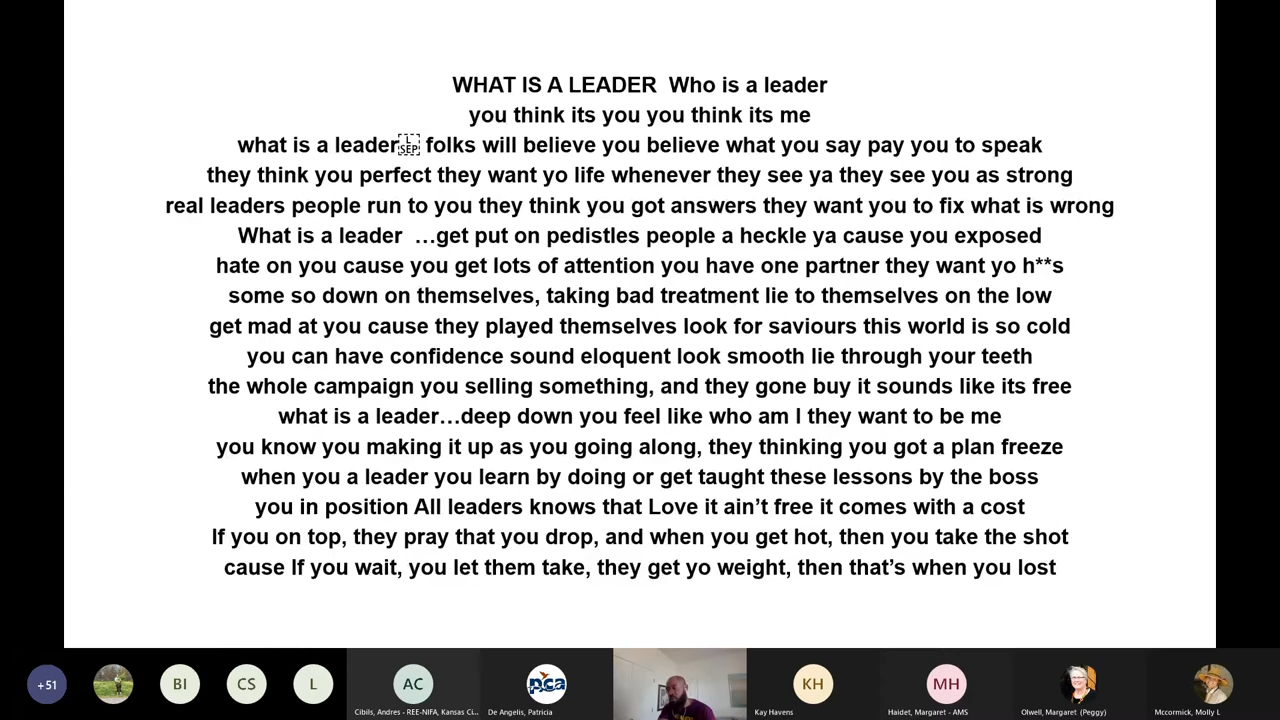 WHAT IS A LEADER  Who is a leader
you think its you you think its me
what is a leader folks will believe you believe what you say pay you to speak
they think you perfect they want yo life whenever they see ya they see you as strong
real leaders people run to you they think you got answers they want you to fix what is wrong
What is a leader  …get put on pedistles people a heckle ya cause you exposed
hate on you cause you get lots of attention you have one partner they want yo h**s
some so down on themselves, taking bad treatment lie to themselves on the low
get mad at you cause they played themselves look for saviours this world is so cold
you can have confidence sound eloquent look smooth lie through your teeth
the whole campaign you selling something, and they gone buy it sounds like its free
what is a leader…deep down you feel like who am I they want to be me
you know you making it up as you going along, they thinking you got a plan freeze
when you a leader you learn by doing or get taught these lessons by the boss
you in position All leaders knows that Love it ain’t free it comes with a cost
If you on top, they pray that you drop, and when you get hot, then you take the shot
cause If you wait, you let them take, they get yo weight, then that’s when you lost
+51
BI
CS
L
AC
pca
KH
MH
Cibils, Andres - REE-NIFA, Kansas Ci...
De Angelis, Patricia
Kay Havens
Haidet, Margaret - AMS
Olwell, Margaret (Peggy)
Mccormick, Molly L